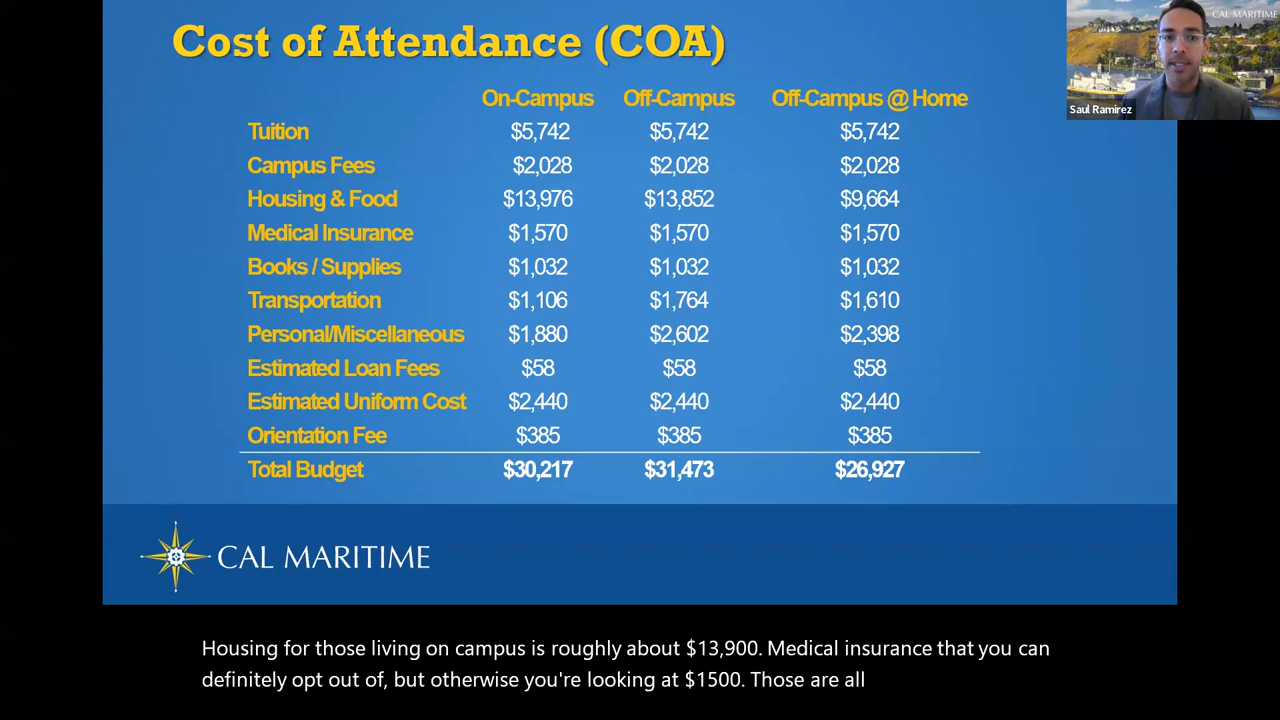 Cost of Attendance (COA)
CAL MARITIME
Saul Ramirez
On-Campus Off-Campus Off-Campus @ Home
Tuition $5,742 $5,742 $5,742
Campus Fees $2,028 $2,028 $2,028
Housing & Food $13,976 $13,852 $9,664
Medical Insurance $1,570 $1,570 $1,570
Books / Supplies $1,032 $1,032 $1,032
Transportation $1,106 $1,764 $1,610
Personal/Miscellaneous $1,880 $2,602 $2,398
Estimated Loan Fees $58 $58 $58
Estimated Uniform Cost $2,440 $2,440 $2,440
Orientation Fee $385 $385 $385
Total Budget $30,217 $31,473 $26,927
CAL MARITIME
Housing for those living on campus is roughly about $13,900. Medical insurance that you can
definitely opt out of, but otherwise you're looking at $1500. Those are all